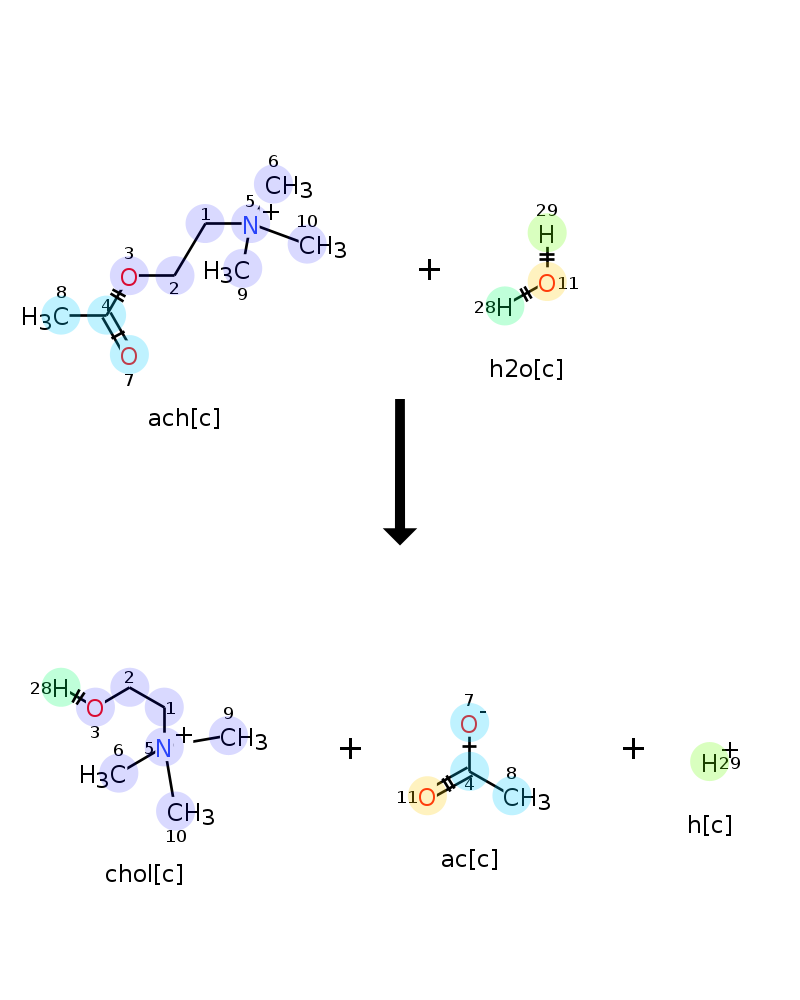 6
CH3
5
+
1
N
10
CH3
3
O
2
H3C
9
8
H3C
4
O
7
ach[c]
+
29
H
O 11
28H
h2o[c]
28H
2
O
3
1
9
CH3
5N
+
6
H3C
CH3
10
chol[c]
+
7
O
-
4
8
CH3
11O
ac[c]
+
H
+
29
h[c]